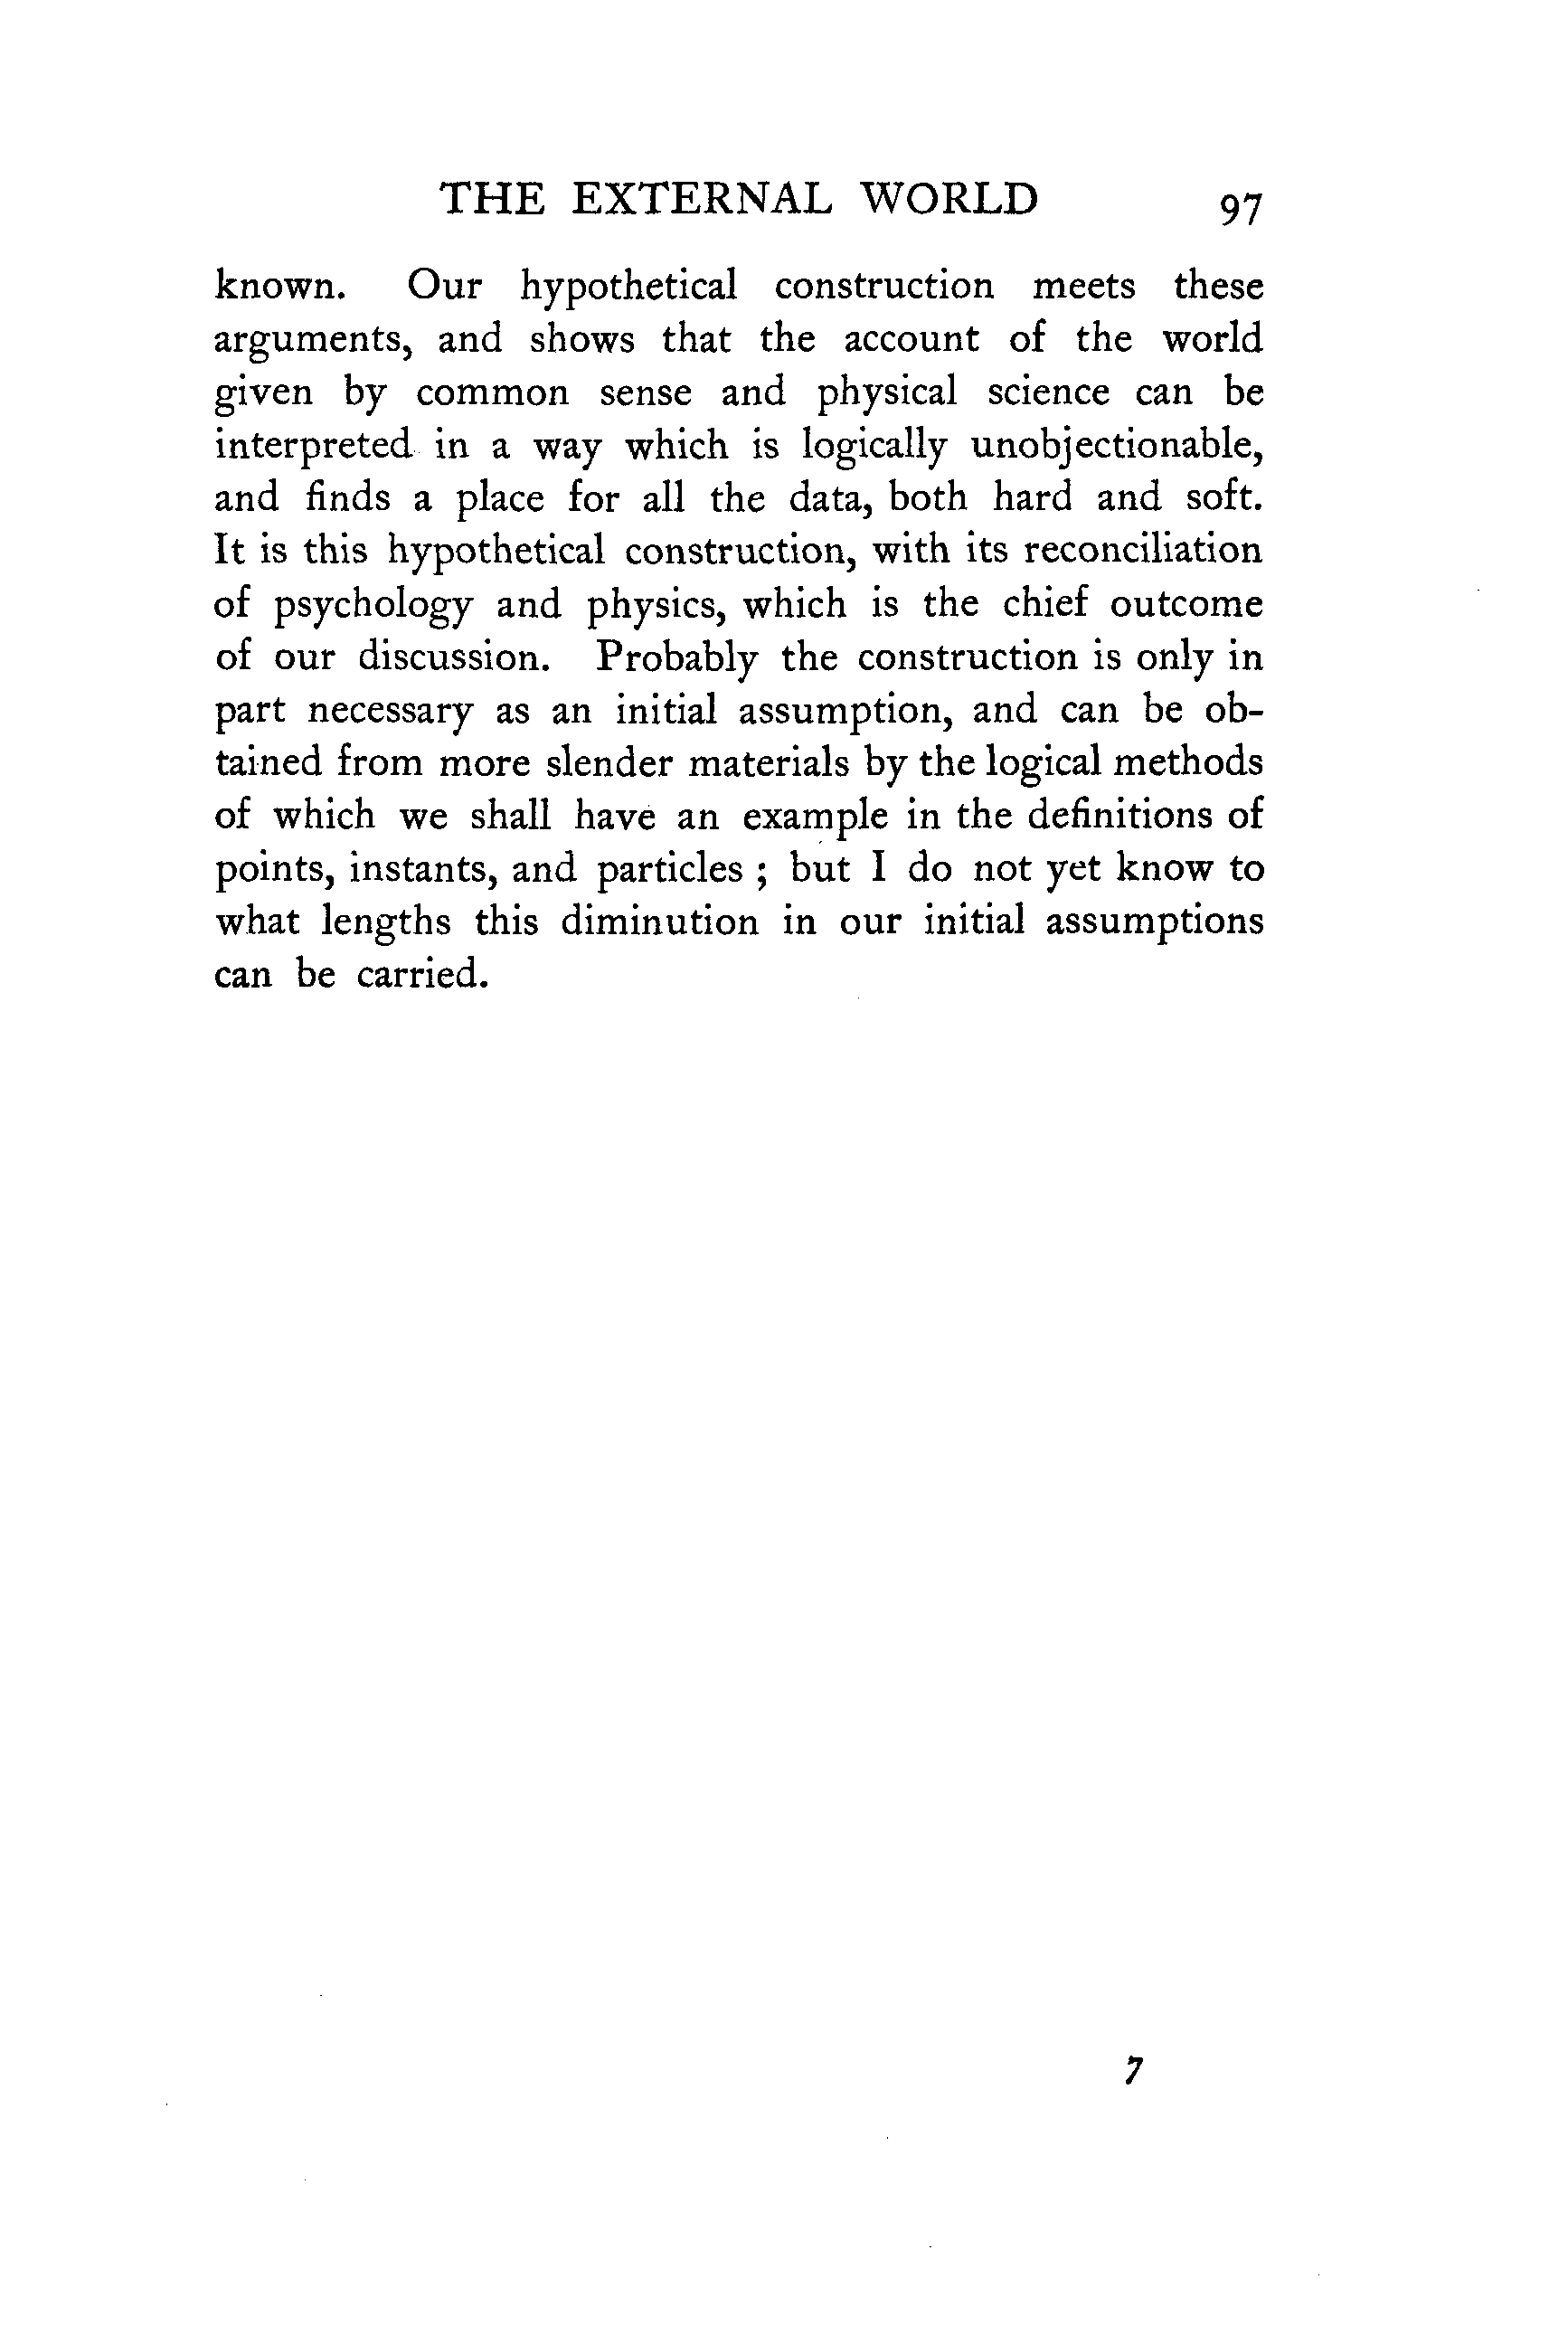 THE EXTERNAL WORLD 97
known. Our hypothetical construction meets these
arguments, and shows that the account of the world
given by common sense and physical science can be
interpreted in a way which is logically unobjectionable,
and finds a place for all the data, both hard and soft.
It is this hypothetical construction, with its reconciliation
of psychology and physics, which is the chief outcome
of our discussion. Probably the construction is only in
part necessary as an initial assumption, and can be ob-
tained from more slender materials by the logical methods
of which we shall have an example in the definitions of
points, instants, and particles ; but I do not yet know to
what lengths this diminution in our initial assumptions
can be carried.
7